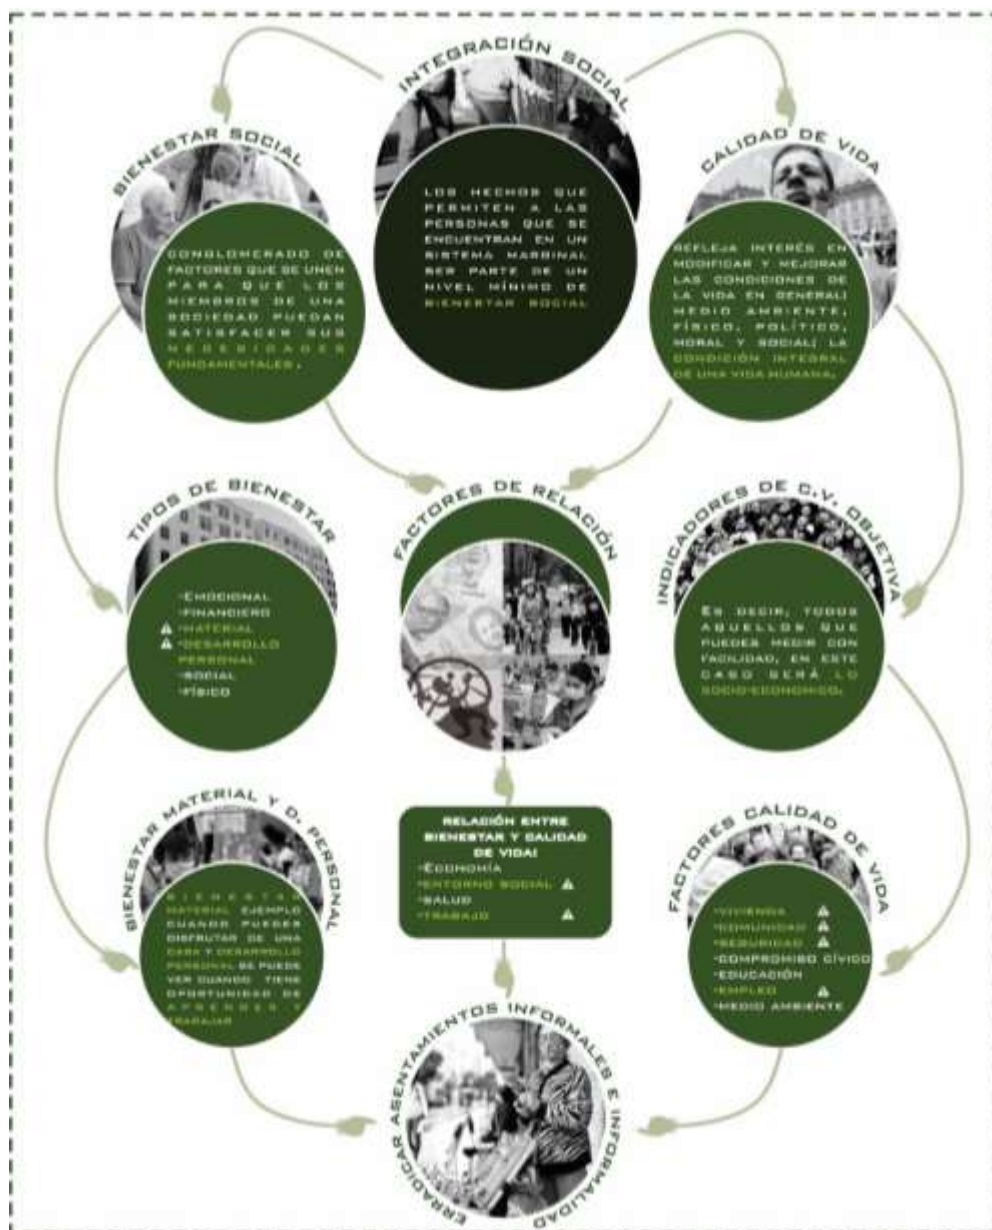 INTEGRACIÓN SOCIAL
LOS HECHOS QUE
PERMITEN A LAS
PERSONAS QUE SE
ENCUENTRAN EN UN
SISTEMA MARGINAL
SER PARTE DE UN
NIVEL MÍNIMO DE
BIENESTAR SOCIAL
BIENESTAR SOCIAL
CONGLOMERADO DE
FACTORES QUE SE UNEN
PARA QUE LOS
MIEMBROS DE UNA
SOCIEDAD PUEDAN
SATISFACER SUS
NECESIDADES
FUNDAMENTALES.
CALIDAD DE VIDA
REFLEJA INTERÉS EN
MODIFICAR Y MEJORAR
LAS CONDICIONES DE
LA VIDA EN GENERAL;
MEDIO AMBIENTE,
FÍSICO, POLÍTICO,
MORAL Y SOCIAL; LA
CONDICIÓN INTEGRAL
DE UNA VIDA HUMANA.
TIPOS DE BIENESTAR
•EMOCIONAL
•FINANCIERO
•MATERIAL
•DESARROLLO
PERSONAL
•SOCIAL
•FÍSICO
FACTORES DE RELACIÓN
INDICADORES DE C.V. OBJETIVA
ES DECIR, TODOS
AQUELLOS QUE
PUEDES MEDIR CON
FACILIDAD, EN ESTE
CASO SERÁ LO
SOCIO-ECONOMICO.
BIENESTAR MATERIAL Y D. PERSONAL
BIENESTAR
MATERIAL EJEMPLO
CUANDO PUEDES
DISFRUTAR DE UNA
CASA Y DESARROLLO
PERSONAL SE PUEDE
VER CUANDO TIENE
OPORTUNIDAD DE
APRENDER Y
TRABAJAR
RELACIÓN ENTRE
BIENESTAR Y CALIDAD
DE VIDA:
•ECONOMÍA
•ENTORNO SOCIAL
•SALUD
•TRABAJO
FACTORES CALIDAD DE VIDA
•VIVIENDA
•COMUNIDAD
•SEGURIDAD
•COMPROMISO CÍVICO
•EDUCACIÓN
•EMPLEO
•MEDIO AMBIENTE
ERRADICAR ASENTAMIENTOS INFORMALES E INFORMALIDAD